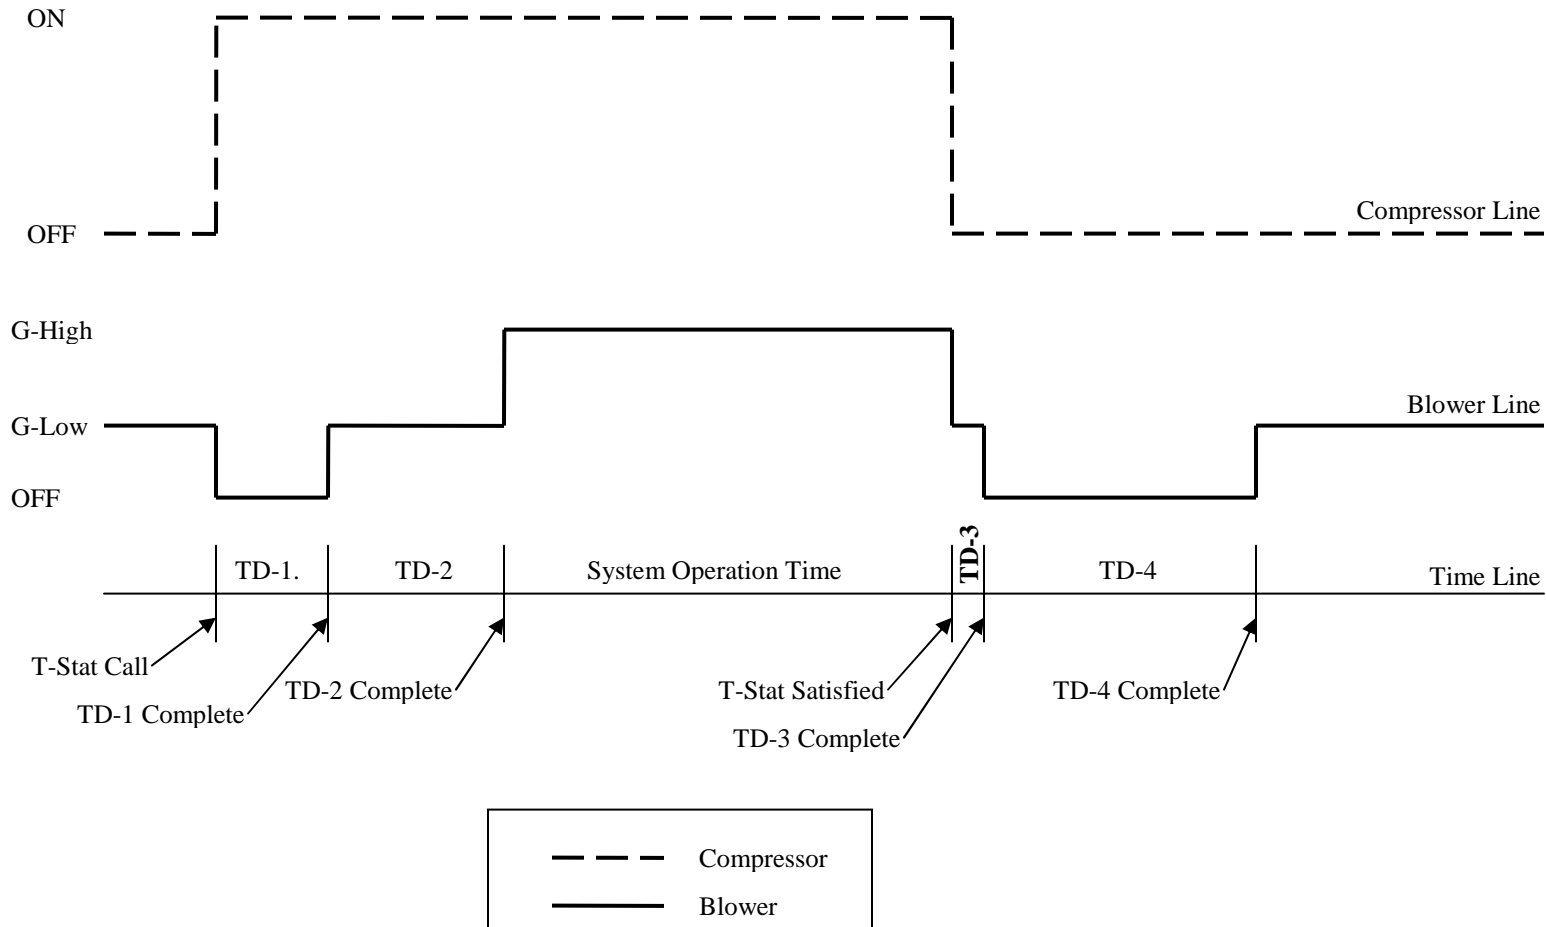 ON
Compressor Line
OFF
G-High
Blower Line
G-Low
OFF
TD-1.
TD-2
System Operation Time
TD-3
TD-4
Time Line
T-Stat Call
TD-1 Complete
TD-2 Complete
T-Stat Satisfied
TD-3 Complete
TD-4 Complete
Compressor
Blower